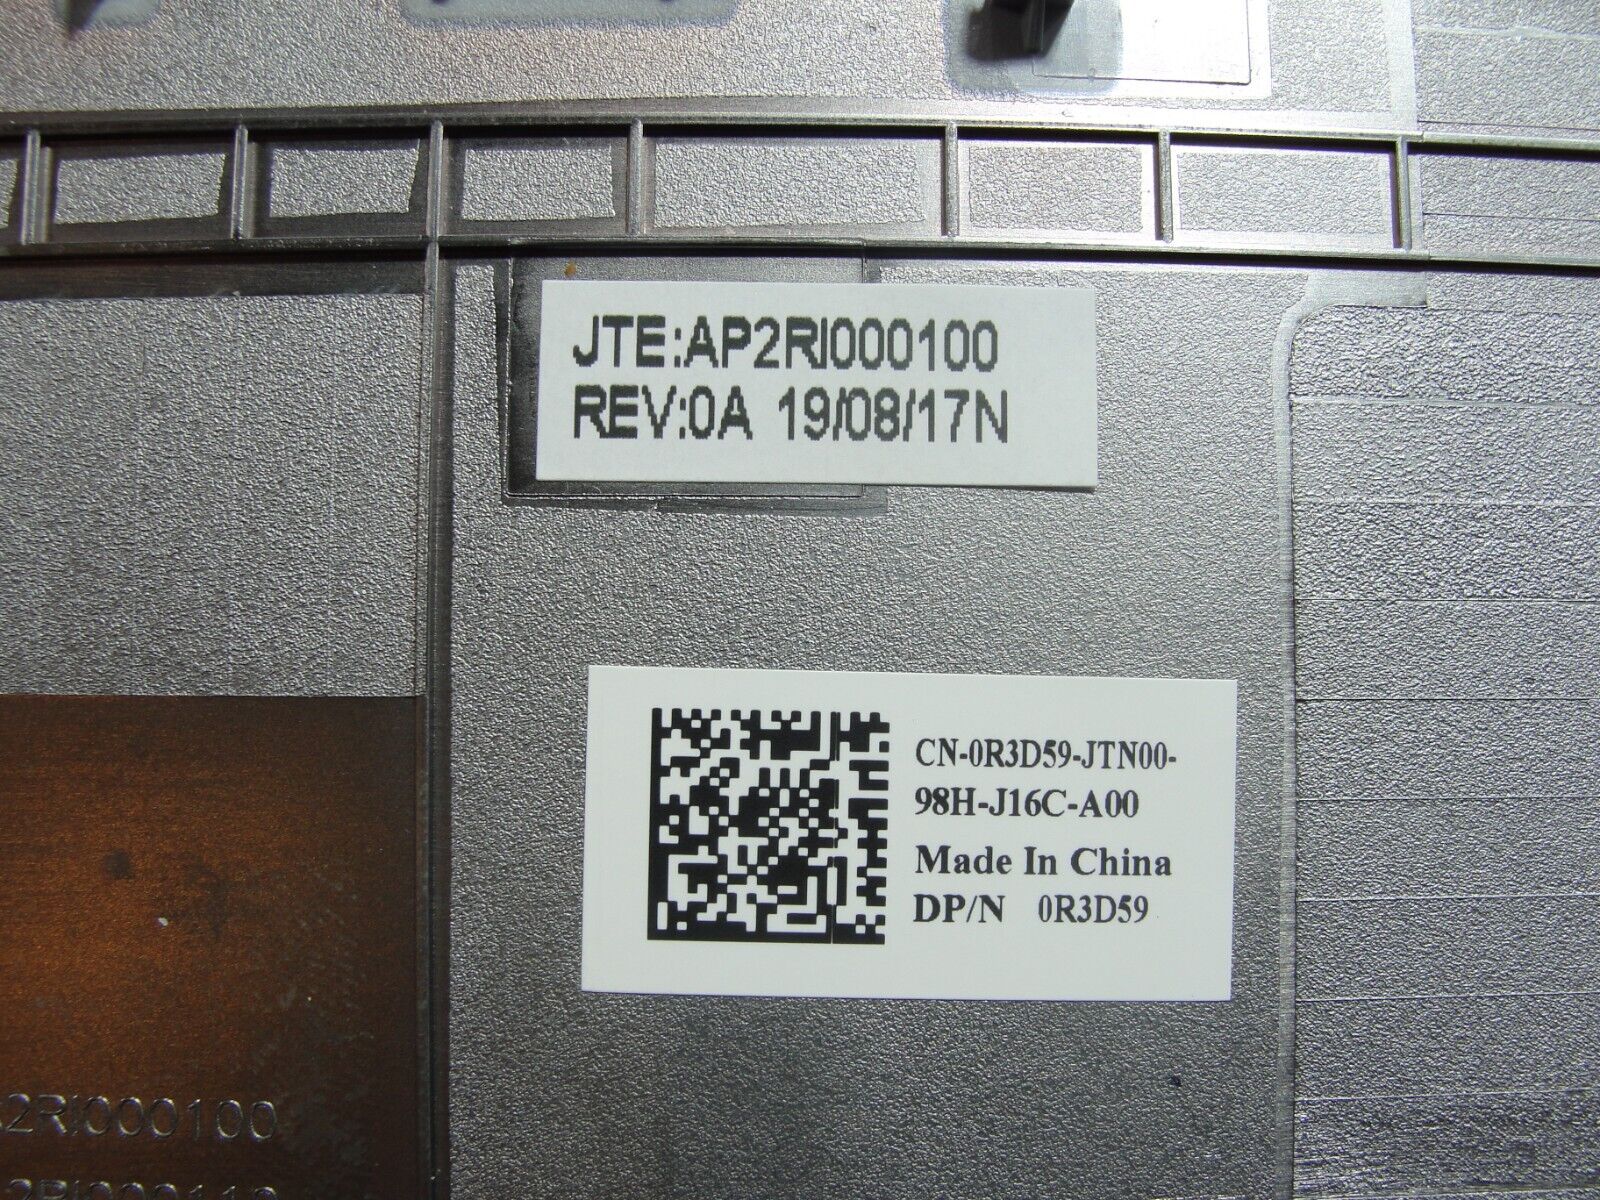 JTE:AP2RI000100
REV:0A 19/08/17N
CN-0R3D59-JTN00-
98H-J16C-A00
Made In China
DP/N 0R3D59
2RI000100